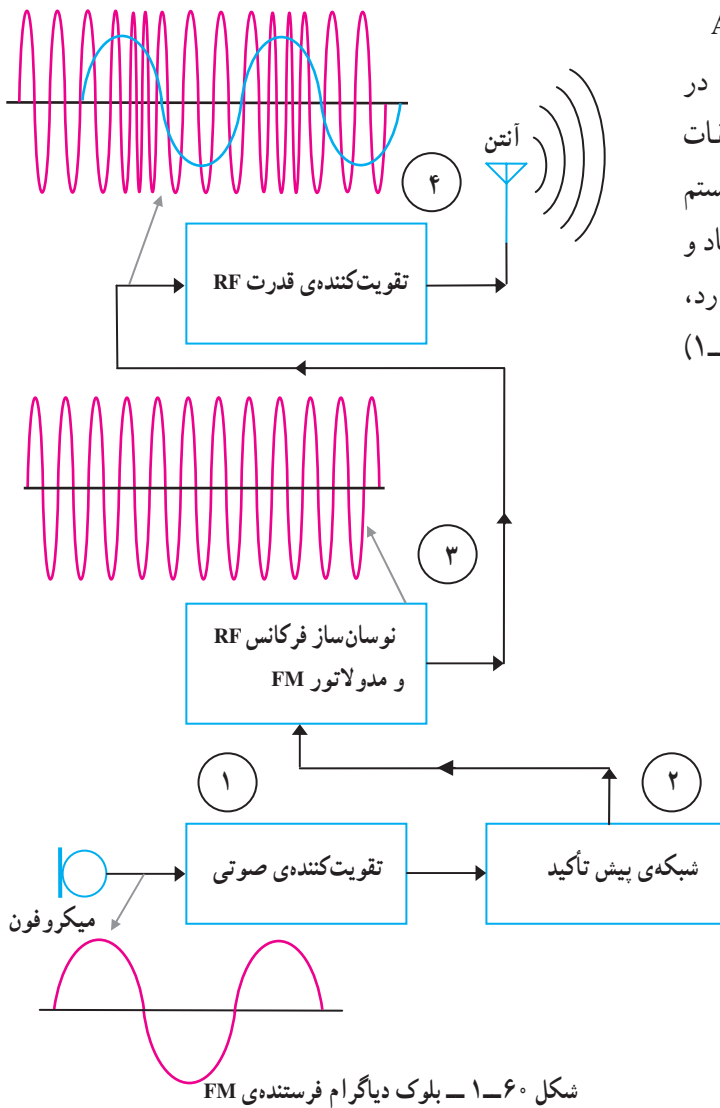 A
در
نات
ستم
اد و
رد،
ــ۱)
آنتن
۴
تقویت‌کننده‌ی قدرت RF
۳
نوسان‌ساز فرکانس RF
و مدولاتور FM
۱
۲
تقویت‌کننده‌ی صوتی
شبکه‌ی پیش تأکید
میکروفون
شکل ۶۰ــ۱ ــ بلوک دیاگرام فرستنده‌ی FM